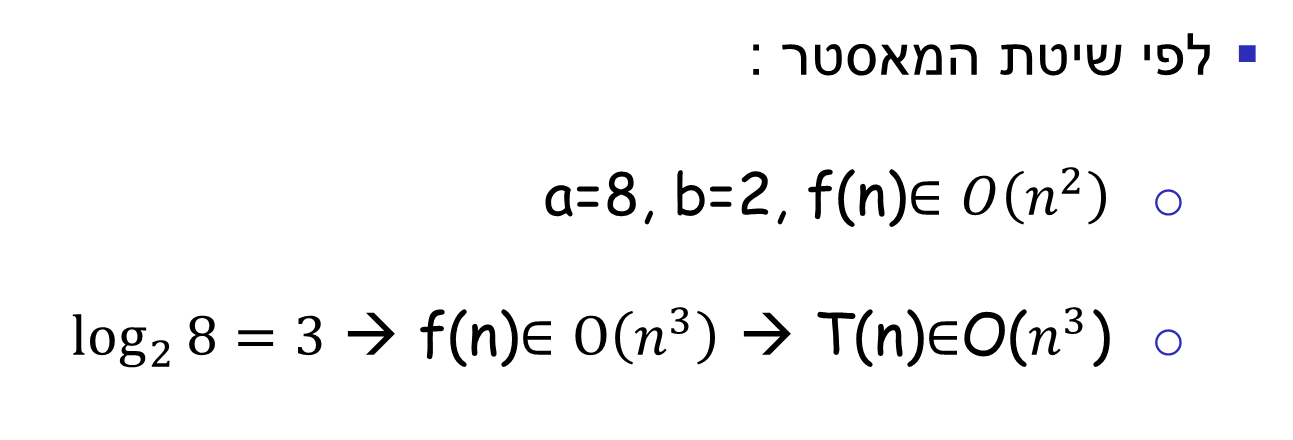 ▪ לפי שיטת המאסטר :
○ a=8, b=2, f(n)∈ O(n²)
○ log₂ 8 = 3 → f(n)∈ O(n³) → T(n)∈O(n³)